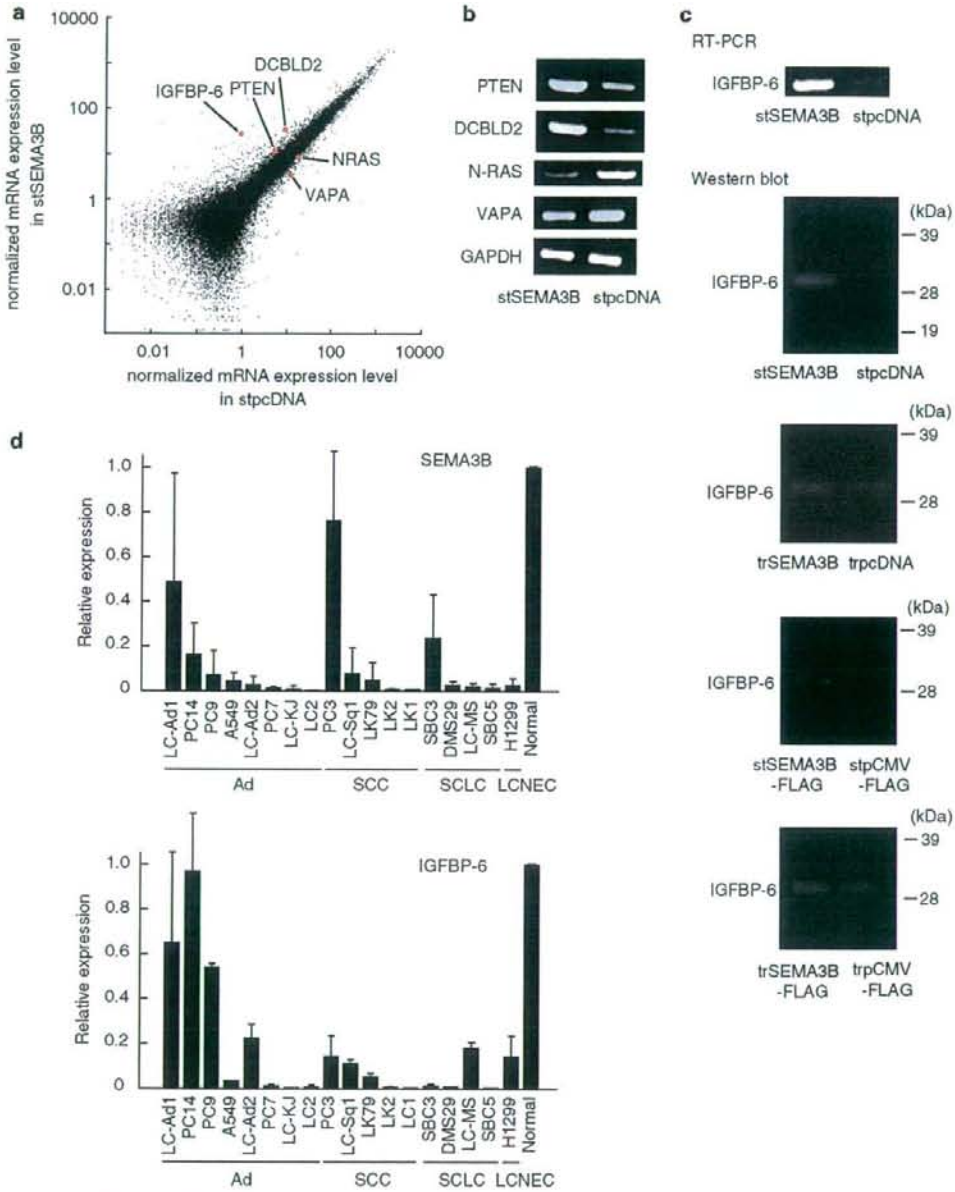 a
10000
100
1
0.01
normalized mRNA expression level
in stSEMA3B
IGFBP-6
PTEN
DCBLD2
NRAS
VAPA
0.01
1
100
10000
normalized mRNA expression level
in stpcDNA
b
PTEN
DCBLD2
N-RAS
VAPA
GAPDH
stSEMA3B stpcDNA
c
RT-PCR
IGFBP-6
stSEMA3B stpcDNA
Western blot
(kDa)
39
IGFBP-6
28
19
stSEMA3B stpcDNA
(kDa)
39
IGFBP-6
28
trSEMA3B trpcDNA
(kDa)
39
IGFBP-6
28
stSEMA3B stpCMV
-FLAG -FLAG
(kDa)
39
IGFBP-6
28
trSEMA3B trpCMV
-FLAG -FLAG
d
SEMA3B
Relative expression
1.0
0.8
0.6
0.4
0.2
0
LC-Ad1
PC14
PC9
A549
LC-Ad2
PC7
LC-KJ
LC2
PC3
LC-Sq1
LK79
LK2
LK1
SBC3
DMS29
LC-MS
SBC5
H1299
Normal
Ad SCC SCLC LCNEC
IGFBP-6
Relative expression
1.0
0.8
0.6
0.4
0.2
0
LC-Ad1
PC14
PC9
A549
LC-Ad2
PC7
LC-KJ
LC2
PC3
LC-Sq1
LK79
LK2
LC1
SBC3
DMS29
LC-MS
SBC5
H1299
Normal
Ad SCC SCLC LCNEC